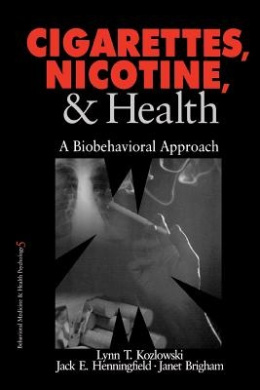 CIGARETTES,
NICOTINE,
& Health
A Biobehavioral Approach
Behavioral Medicine & Health Psychology 5
Lynn T. Kozlowski
Jack E. Henningfield · Janet Brigham